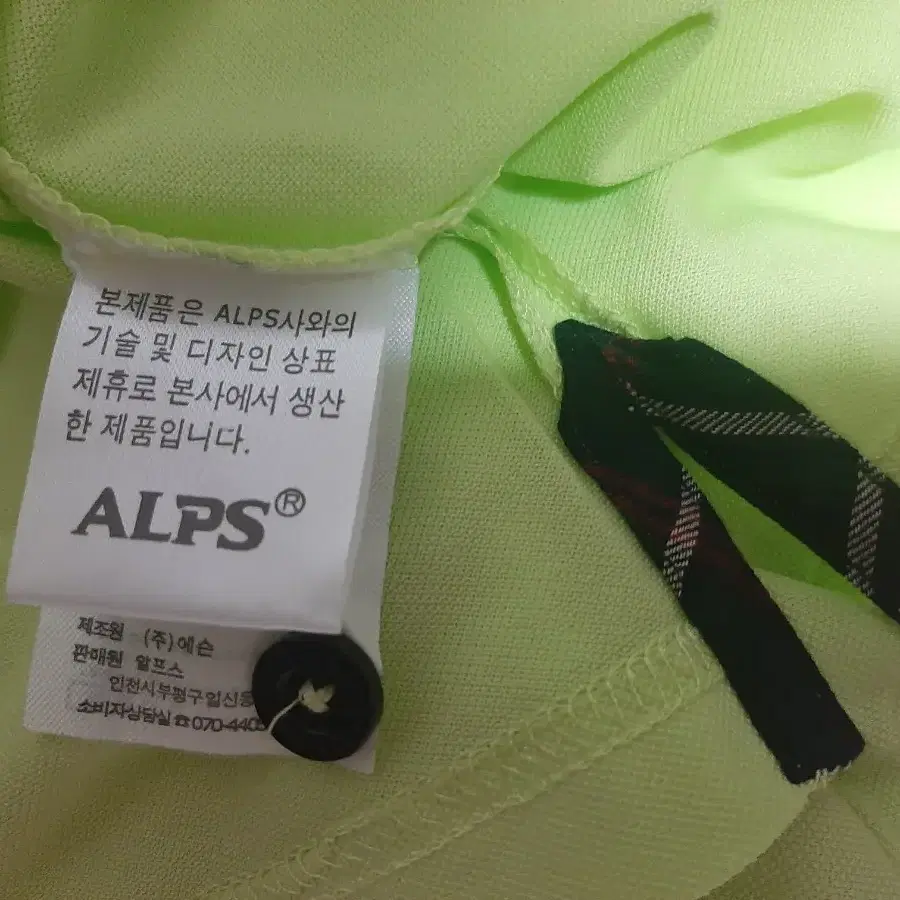 본제품은 ALPS사와의
기술 및 디자인 상표
제휴로 본사에서 생산
한 제품입니다.
ALPS®
제조원 (주)에슨
판매원 알프스
인천시부평구일신동
소비자상담실 ☎ 070-4405